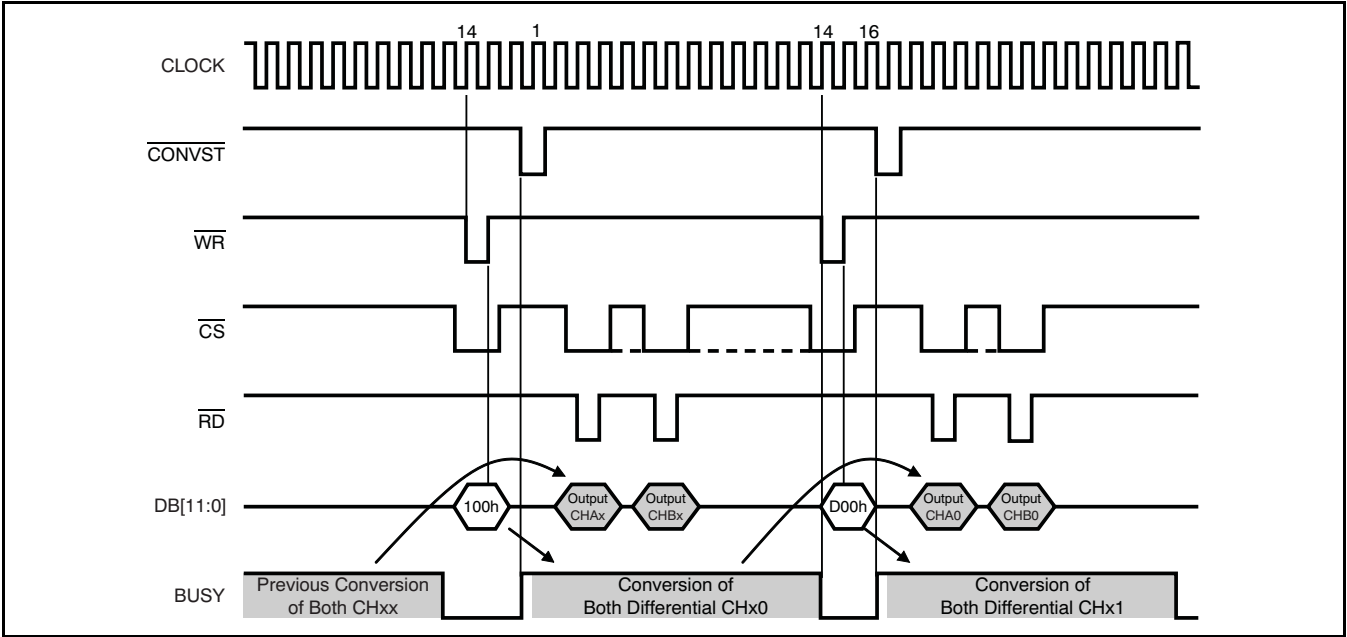 14 1 14 16
CLOCK
CONVST
WR
CS
RD
DB[11:0]
100h
Output
CHAx
Output
CHBx
D00h
Output
CHA0
Output
CHB0
BUSY
Previous Conversion
of Both CHxx
Conversion of
Both Differential CHx0
Conversion of
Both Differential CHx1